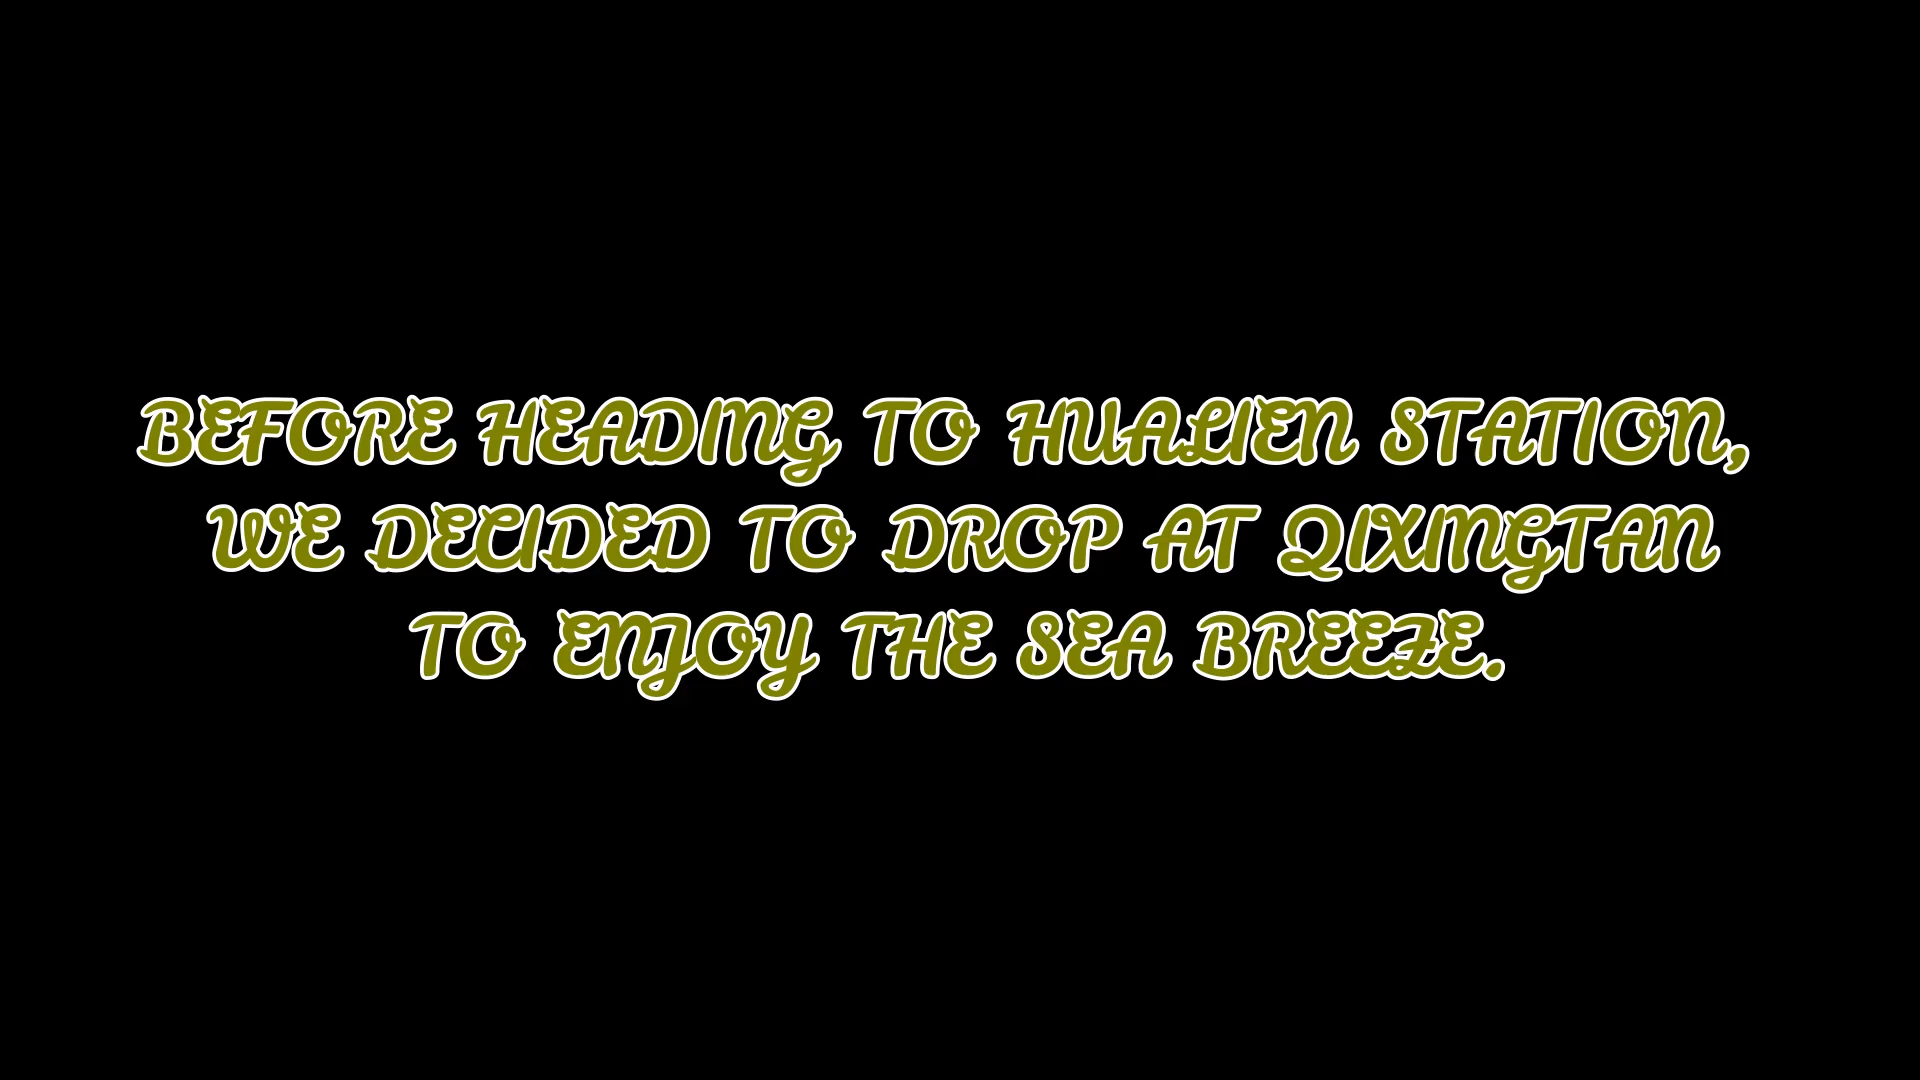 BEFORE HEADING TO HUALIEN STATION,
WE DECIDED TO DROP AT QIXINGTAN
TO ENJOY THE SEA BREEZE.